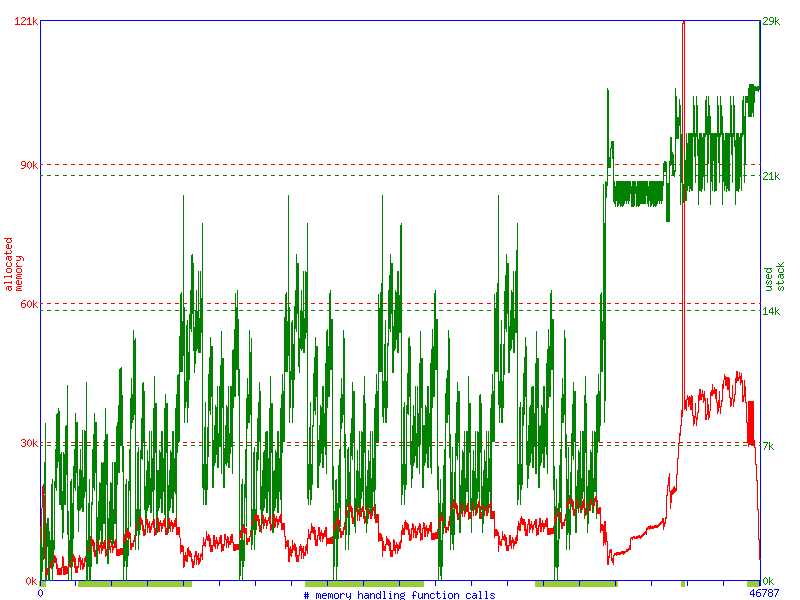 121k
29k
90k
21k
allocated
memory
used
stack
60k
14k
30k
7k
0k
0k
0
# memory handling function calls
46787